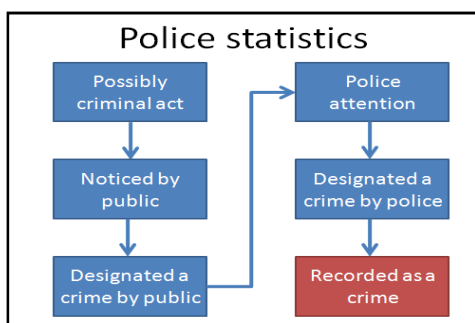 Police statistics
Possibly
criminal act
Noticed by
public
Designated a
crime by public
Police
attention
Designated a
crime by police
Recorded as a
crime